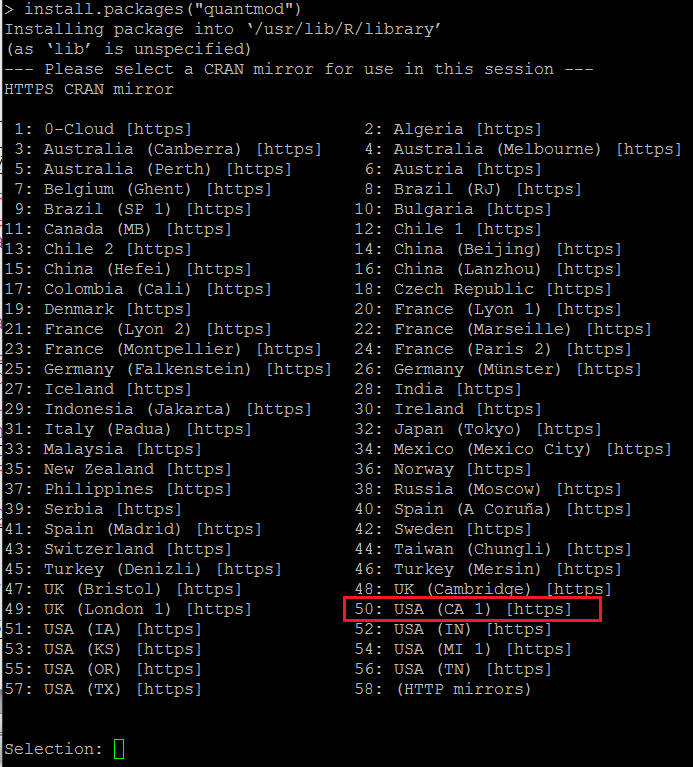 > install.packages("quantmod")
Installing package into ‘/usr/lib/R/library’
(as ‘lib’ is unspecified)
--- Please select a CRAN mirror for use in this session ---
HTTPS CRAN mirror
1: 0-Cloud [https] 2: Algeria [https]
3: Australia (Canberra) [https] 4: Australia (Melbourne) [https]
5: Australia (Perth) [https] 6: Austria [https]
7: Belgium (Ghent) [https] 8: Brazil (RJ) [https]
9: Brazil (SP 1) [https] 10: Bulgaria [https]
11: Canada (MB) [https] 12: Chile 1 [https]
13: Chile 2 [https] 14: China (Beijing) [https]
15: China (Hefei) [https] 16: China (Lanzhou) [https]
17: Colombia (Cali) [https] 18: Czech Republic [https]
19: Denmark [https] 20: France (Lyon 1) [https]
21: France (Lyon 2) [https] 22: France (Marseille) [https]
23: France (Montpellier) [https] 24: France (Paris 2) [https]
25: Germany (Falkenstein) [https] 26: Germany (Münster) [https]
27: Iceland [https] 28: India [https]
29: Indonesia (Jakarta) [https] 30: Ireland [https]
31: Italy (Padua) [https] 32: Japan (Tokyo) [https]
33: Malaysia [https] 34: Mexico (Mexico City) [https]
35: New Zealand [https] 36: Norway [https]
37: Philippines [https] 38: Russia (Moscow) [https]
39: Serbia [https] 40: Spain (A Coruña) [https]
41: Spain (Madrid) [https] 42: Sweden [https]
43: Switzerland [https] 44: Taiwan (Chungli) [https]
45: Turkey (Denizli) [https] 46: Turkey (Mersin) [https]
47: UK (Bristol) [https] 48: UK (Cambridge) [https]
49: UK (London 1) [https] 50: USA (CA 1) [https]
51: USA (IA) [https] 52: USA (IN) [https]
53: USA (KS) [https] 54: USA (MI 1) [https]
55: USA (OR) [https] 56: USA (TN) [https]
57: USA (TX) [https] 58: (HTTP mirrors)
Selection: